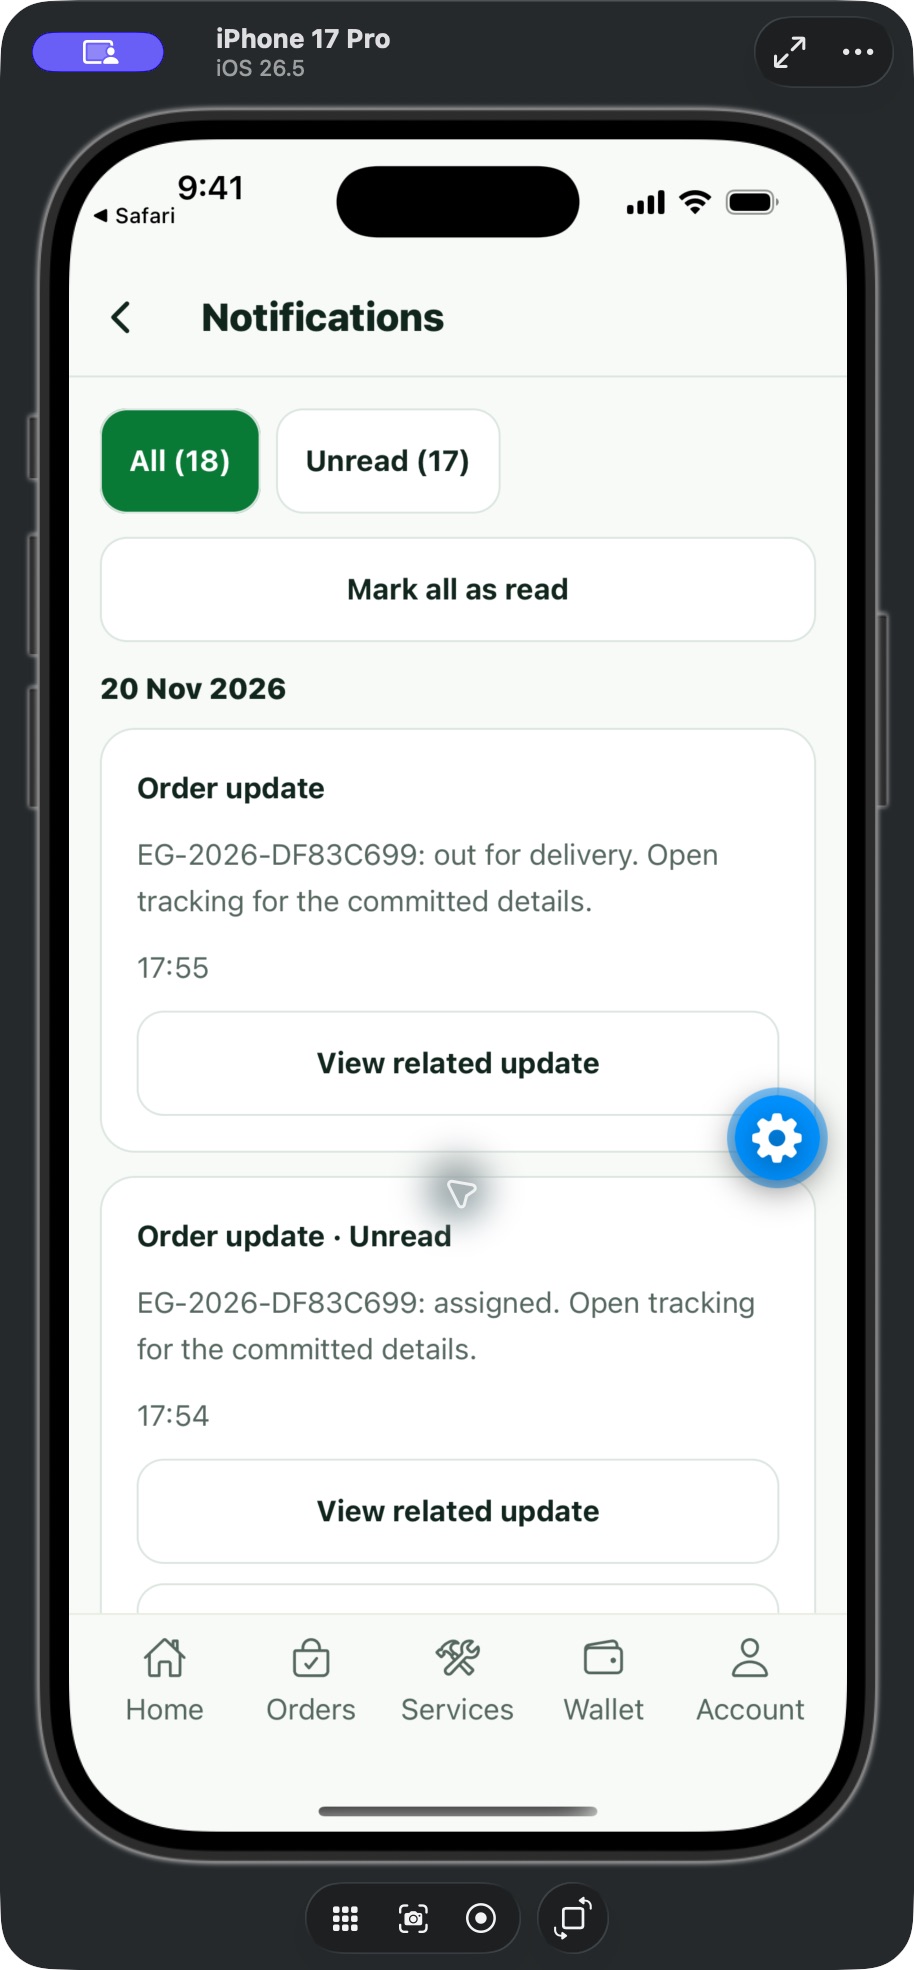 iPhone 17 Pro
iOS 26.5
9:41
Safari
Notifications
All (18)
Unread (17)
Mark all as read
20 Nov 2026
Order update
EG-2026-DF83C699: out for delivery. Open
tracking for the committed details.
17:55
View related update
Order update · Unread
EG-2026-DF83C699: assigned. Open tracking
for the committed details.
17:54
View related update
Home
Orders
Services
Wallet
Account